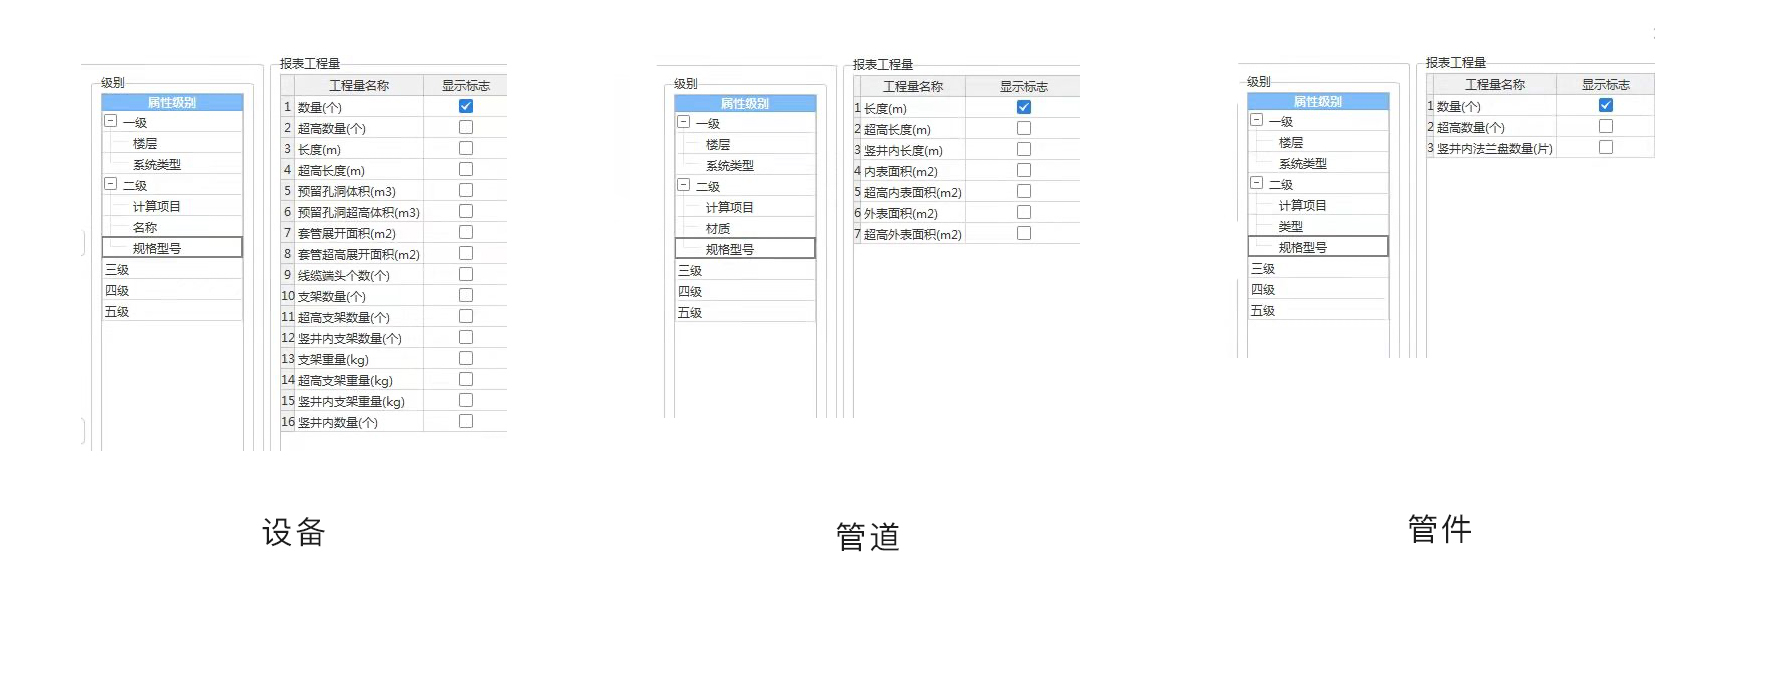 级别
属性级别
一级
楼层
系统类型
二级
计算项目
名称
规格型号
三级
四级
五级
报表工程量
工程量名称 显示标志
1 数量(个)
2 超高数量(个)
3 长度(m)
4 超高长度(m)
5 预留孔洞体积(m3)
6 预留孔洞超高体积(m3)
7 套管展开面积(m2)
8 套管超高展开面积(m2)
9 线缆端头个数(个)
10 支架数量(个)
11 超高支架数量(个)
12 竖井内支架数量(个)
13 支架重量(kg)
14 超高支架重量(kg)
15 竖井内支架重量(kg)
16 竖井内数量(个)
设备
级别
属性级别
一级
楼层
系统类型
二级
计算项目
材质
规格型号
三级
四级
五级
报表工程量
工程量名称 显示标志
1 长度(m)
2 超高长度(m)
3 竖井内长度(m)
4 内表面积(m2)
5 超高内表面积(m2)
6 外表面积(m2)
7 超高外表面积(m2)
管道
级别
属性级别
一级
楼层
系统类型
二级
计算项目
类型
规格型号
三级
四级
五级
报表工程量
工程量名称 显示标志
1 数量(个)
2 超高数量(个)
3 竖井内法兰盘数量(片)
管件